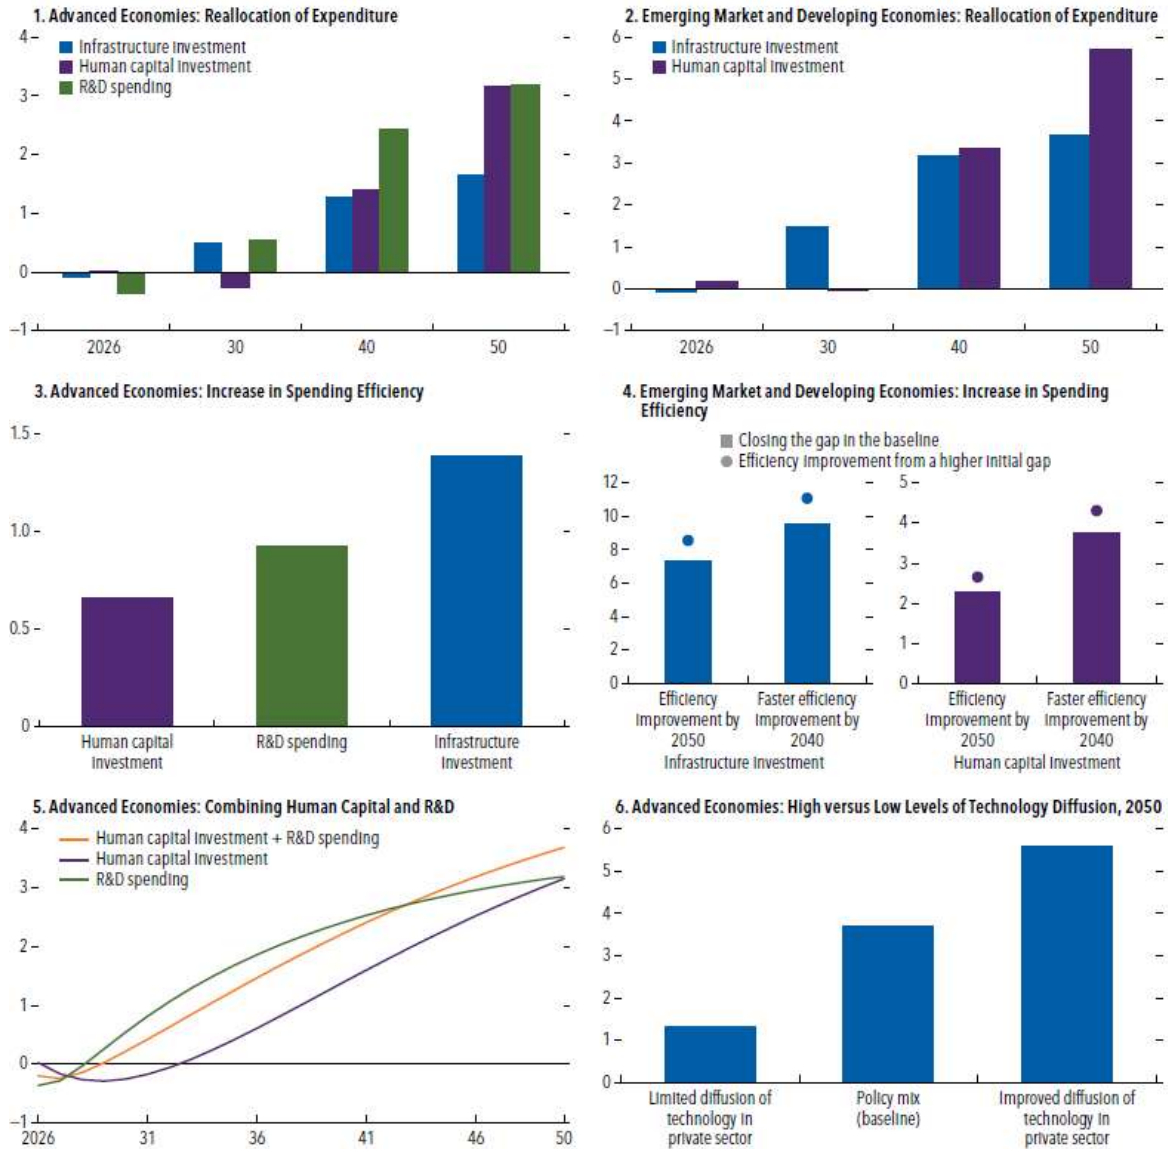 1. Advanced Economies: Reallocation of Expenditure
Infrastructure investment
Human capital investment
R&D spending
4
3
2
1
0
–1
2026 30 40 50
2. Emerging Market and Developing Economies: Reallocation of Expenditure
Infrastructure investment
Human capital investment
6
5
4
3
2
1
0
–1
2026 30 40 50
3. Advanced Economies: Increase in Spending Efficiency
1.5
1.0
0.5
0
Human capital
investment
R&D spending
Infrastructure
investment
4. Emerging Market and Developing Economies: Increase in Spending
Efficiency
Closing the gap in the baseline
Efficiency improvement from a higher initial gap
12
10
8
6
4
2
0
Efficiency
improvement by
2050
Faster efficiency
improvement by
2040
Infrastructure investment
5
4
3
2
1
0
Efficiency
improvement by
2050
Faster efficiency
improvement by
2040
Human capital investment
5. Advanced Economies: Combining Human Capital and R&D
Human capital investment + R&D spending
Human capital investment
R&D spending
4
3
2
1
0
–1
2026 31 36 41 46 50
6. Advanced Economies: High versus Low Levels of Technology Diffusion, 2050
6
5
4
3
2
1
0
Limited diffusion of
technology in
private sector
Policy mix
(baseline)
Improved diffusion of
technology in
private sector